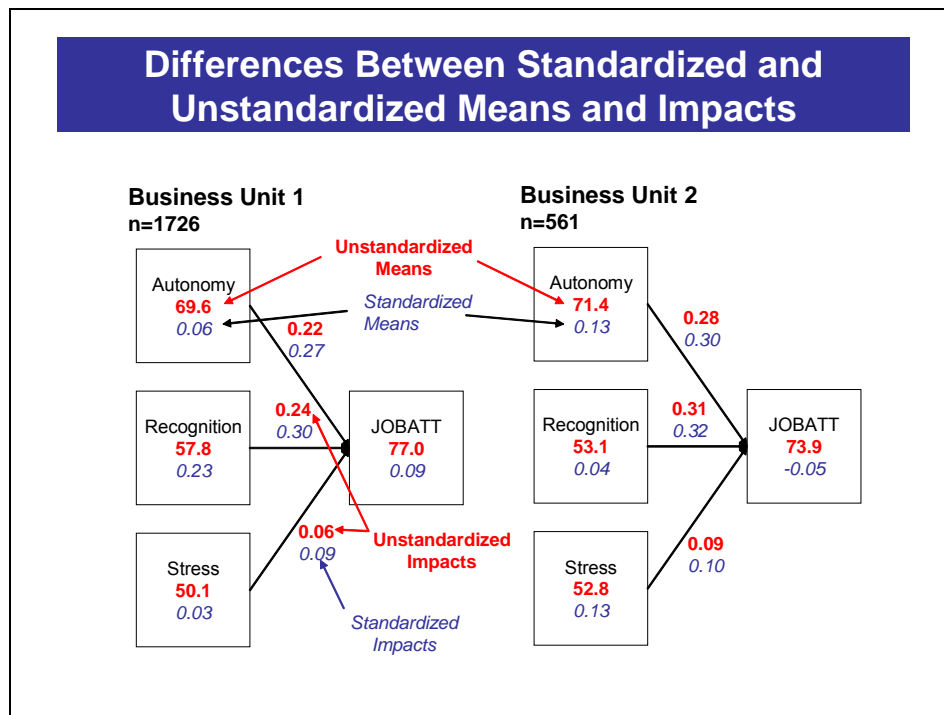 Differences Between Standardized and
Unstandardized Means and Impacts
Business Unit 1
n=1726
Autonomy
69.6
0.06
Recognition
57.8
0.23
Stress
50.1
0.03
0.22
0.27
0.24
0.30
0.06
0.09
JOBATT
77.0
0.09
Unstandardized
Means
Standardized
Means
Unstandardized
Impacts
Standardized
Impacts
Business Unit 2
n=561
Autonomy
71.4
0.13
Recognition
53.1
0.04
Stress
52.8
0.13
0.28
0.30
0.31
0.32
0.09
0.10
JOBATT
73.9
-0.05